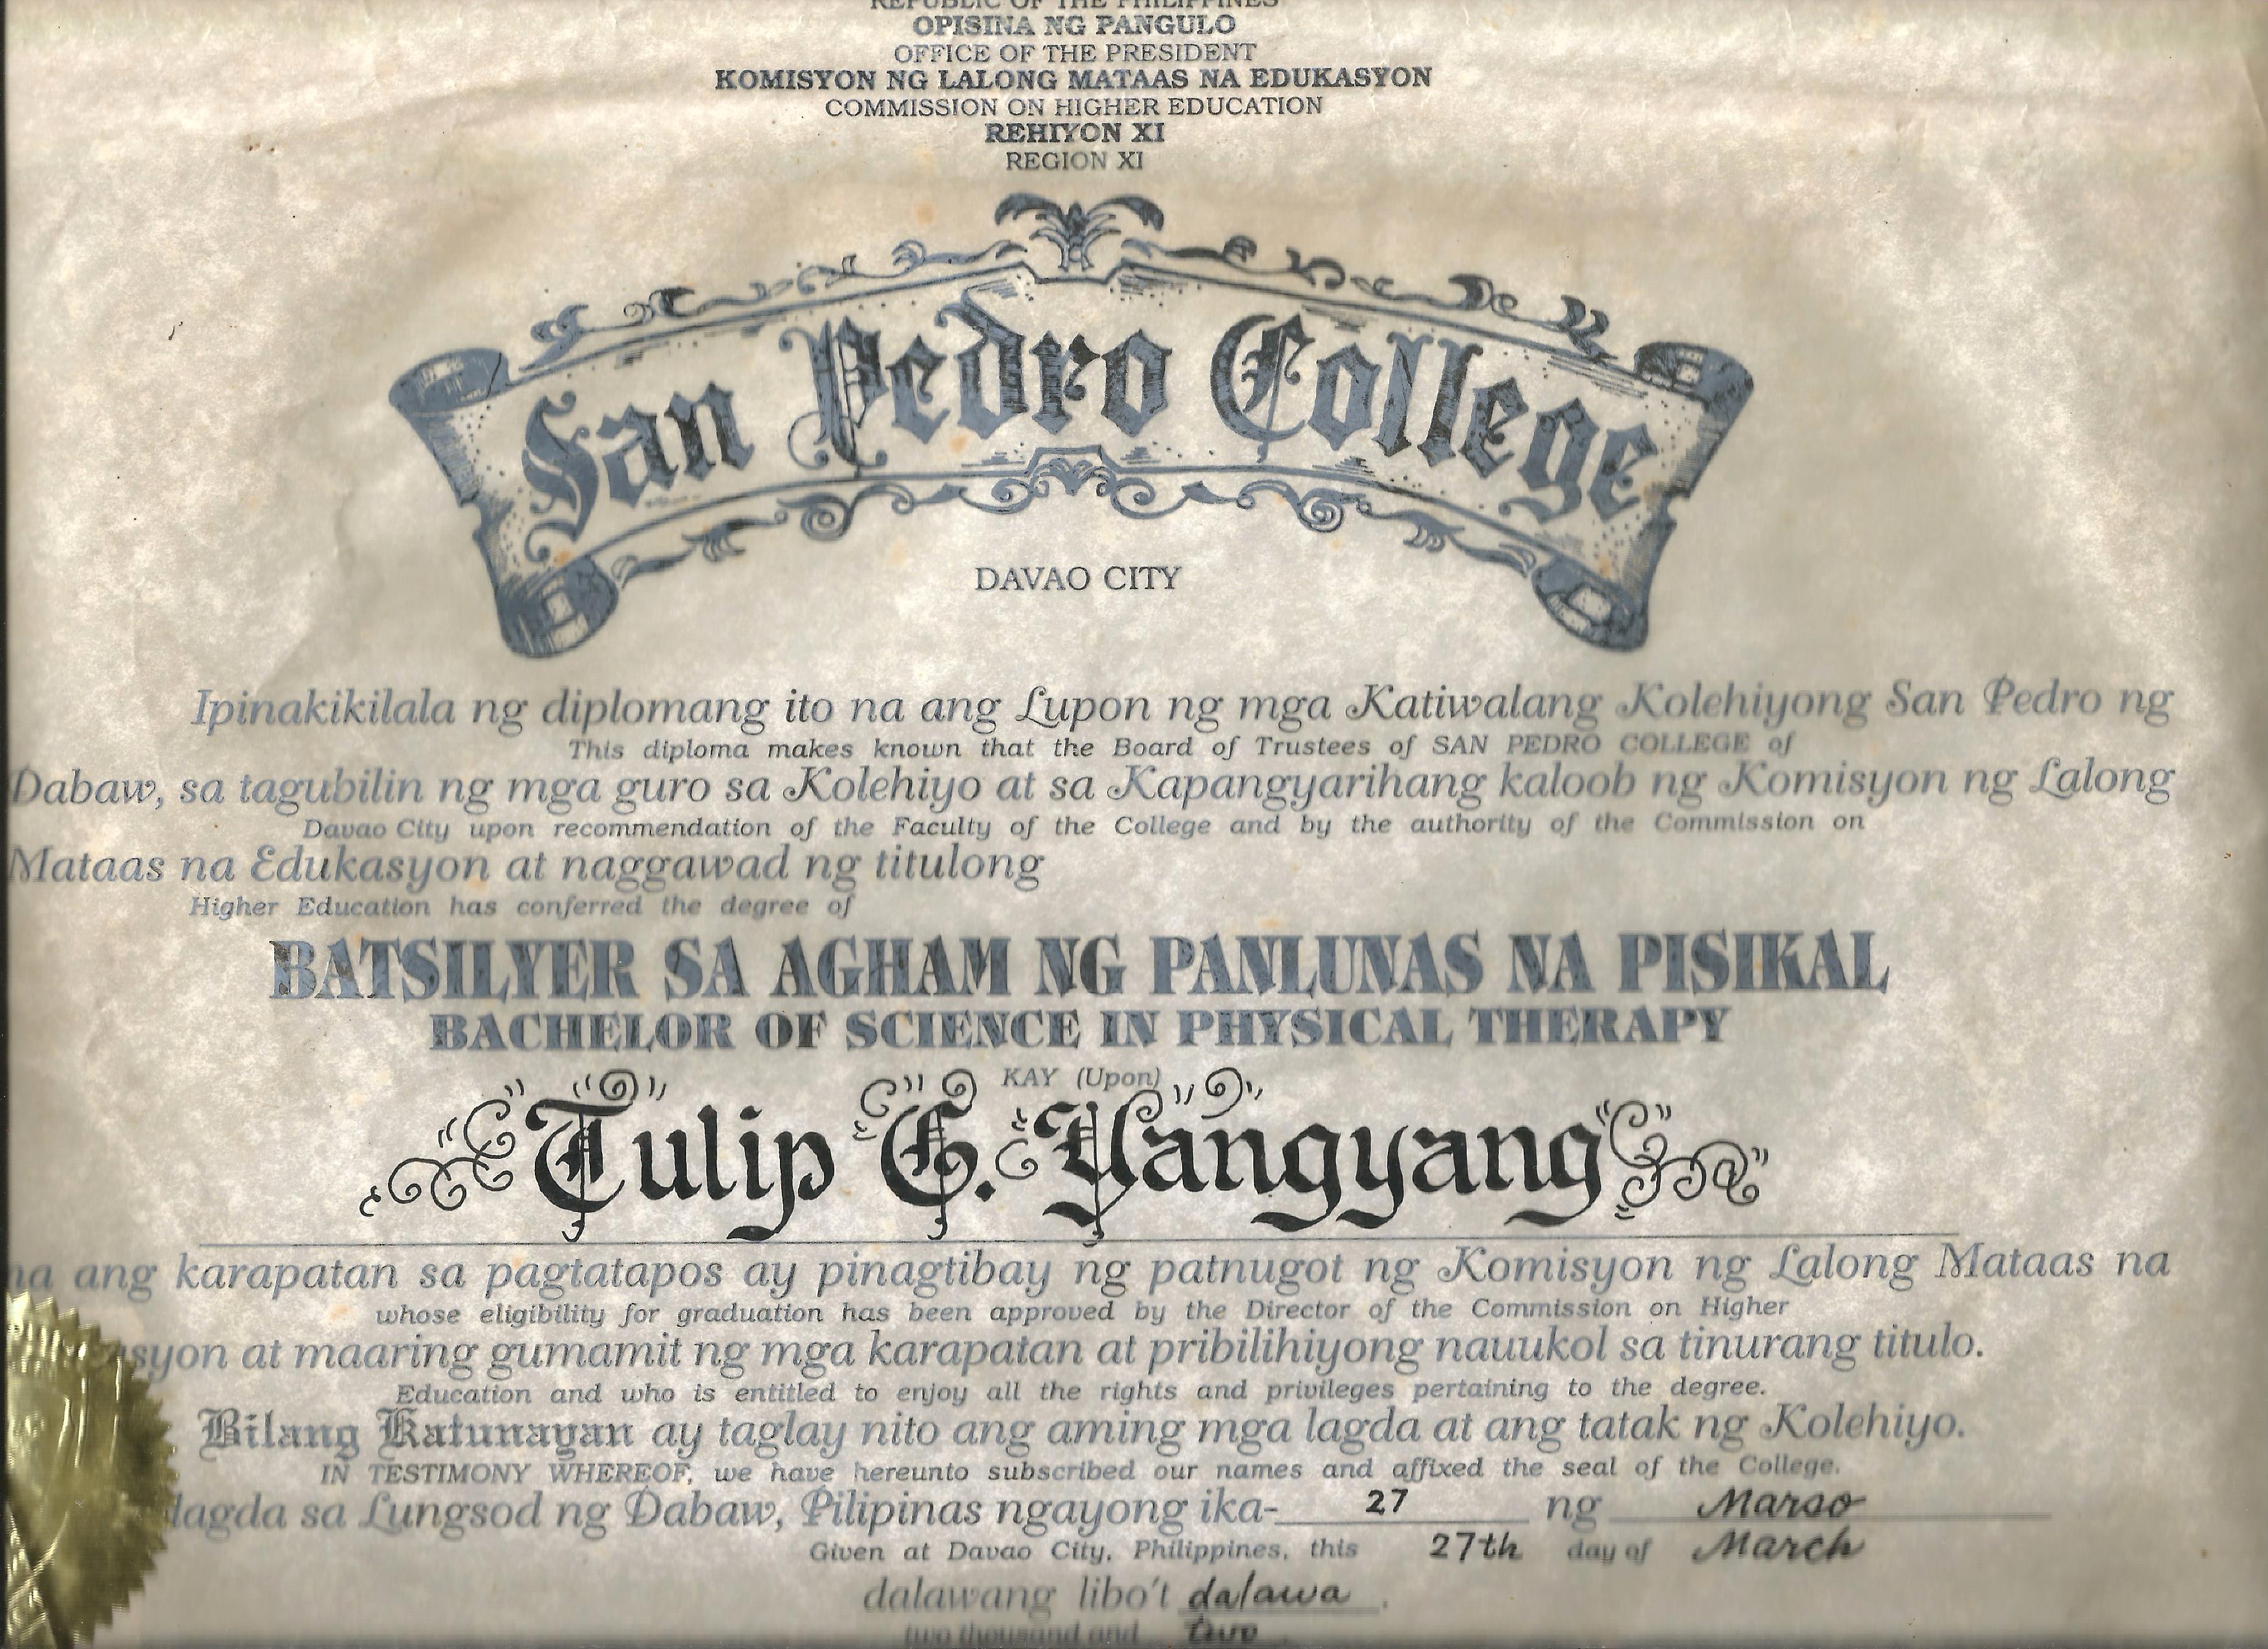 REPUBLIC OF THE PHILIPPINES
OPISINA NG PANGULO
OFFICE OF THE PRESIDENT
KOMISYON NG LALONG MATAAS NA EDUKASYON
COMMISSION ON HIGHER EDUCATION
REHIYON XI
REGION XI
San Pedro College
DAVAO CITY
Ipinakikilala ng diplomang ito na ang Lupon ng mga Katiwalang Kolehiyong San Pedro ng
This diploma makes known that the Board of Trustees of SAN PEDRO COLLEGE of
Dabaw, sa tagubilin ng mga guro sa Kolehiyo at sa Kapangyarihang kaloob ng Komisyon ng Lalong
Davao City upon recommendation of the Faculty of the College and by the authority of the Commission on
Mataas na Edukasyon at naggawad ng titulong
Higher Education has conferred the degree of
BATSILYER SA AGHAM NG PANLUNAS NA PISIKAL
BACHELOR OF SCIENCE IN PHYSICAL THERAPY
KAY (Upon)
Tulip G. Yangyang
na ang karapatan sa pagtatapos ay pinagtibay ng patnugot ng Komisyon ng Lalong Mataas na
whose eligibility for graduation has been approved by the Director of the Commission on Higher
asyon at maaring gumamit ng mga karapatan at pribilihiyong nauukol sa tinurang titulo.
Education and who is entitled to enjoy all the rights and privileges pertaining to the degree.
Bilang Katunayan ay taglay nito ang aming mga lagda at ang tatak ng Kolehiyo.
IN TESTIMONY WHEREOF, we have hereunto subscribed our names and affixed the seal of the College.
lagda sa Lungsod ng Dabaw, Pilipinas ngayong ika- 27 ng Marso
Given at Davao City, Philippines, this 27th day of March
dalawang libo't dalawa.
two thousand and two